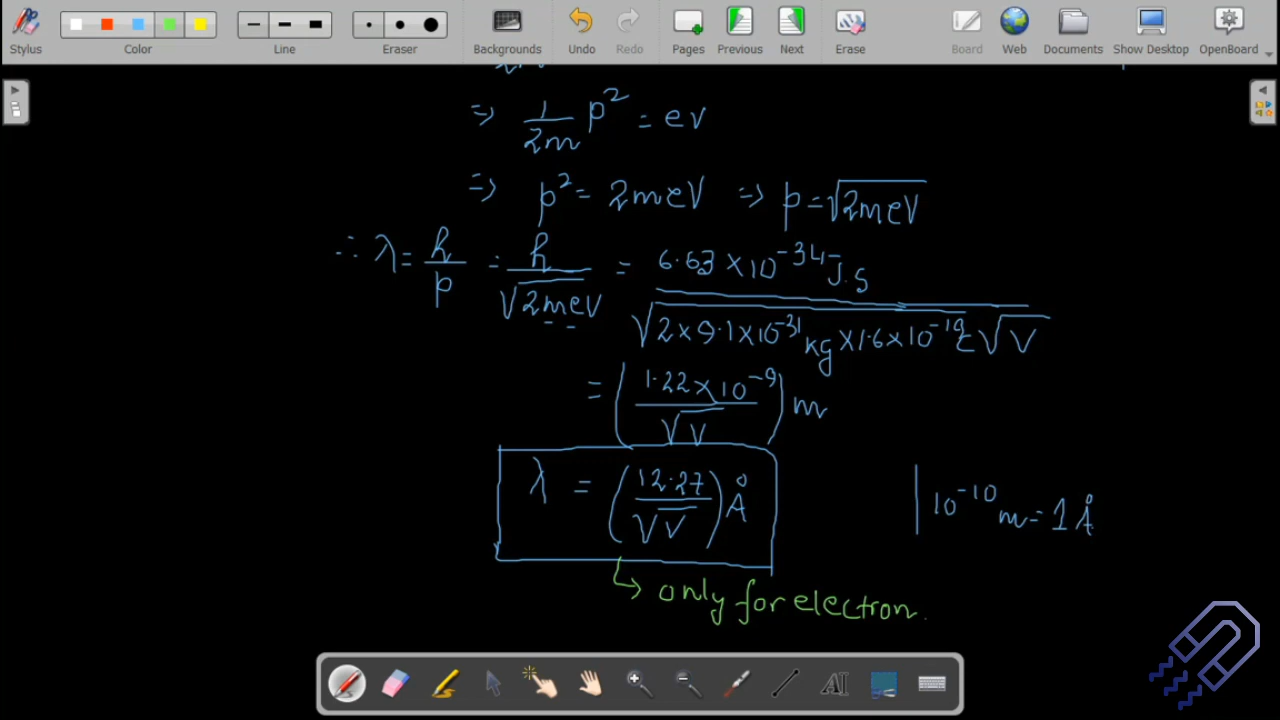 Stylus Color Line Eraser Backgrounds Undo Redo Pages Previous Next Erase Board Web Documents Show Desktop OpenBoard
⇒ 1/2m p² = ev
⇒ p² = 2meV ⇒ p = √2meV
∴ λ = h/p = h/√2meV = 6.63 × 10⁻³⁴ J.S / √2×9.1×10⁻³¹ kg ×1.6×10⁻¹⁹C √V
= (1.22 × 10⁻⁹ / √V) m
λ = (12.27 / √V) Å
10⁻¹⁰ m = 1 Å
↳ only for electron.
AI